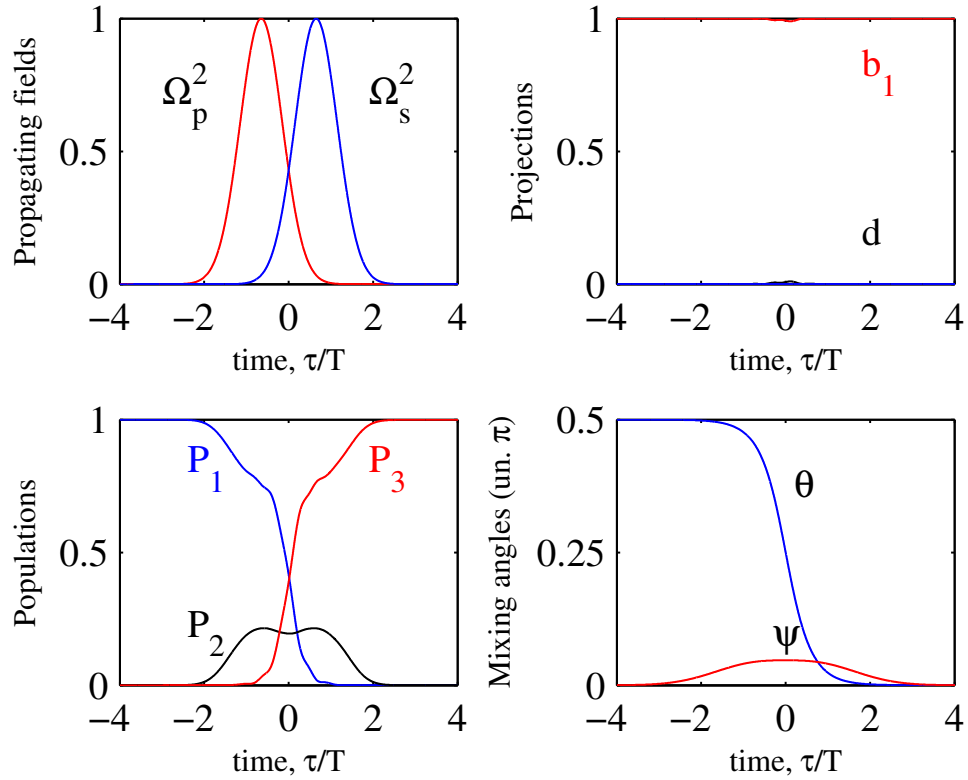 Propagating fields
1
0.5
0
Ω_p^2
Ω_s^2
−4 −2 0 2 4
time, τ/T
Projections
1
0.5
0
b_1
d
−4 −2 0 2 4
time, τ/T
Populations
1
0.5
0
P_1
P_3
P_2
−4 −2 0 2 4
time, τ/T
Mixing angles (un. π)
0.5
0.25
0
θ
ψ
−4 −2 0 2 4
time, τ/T